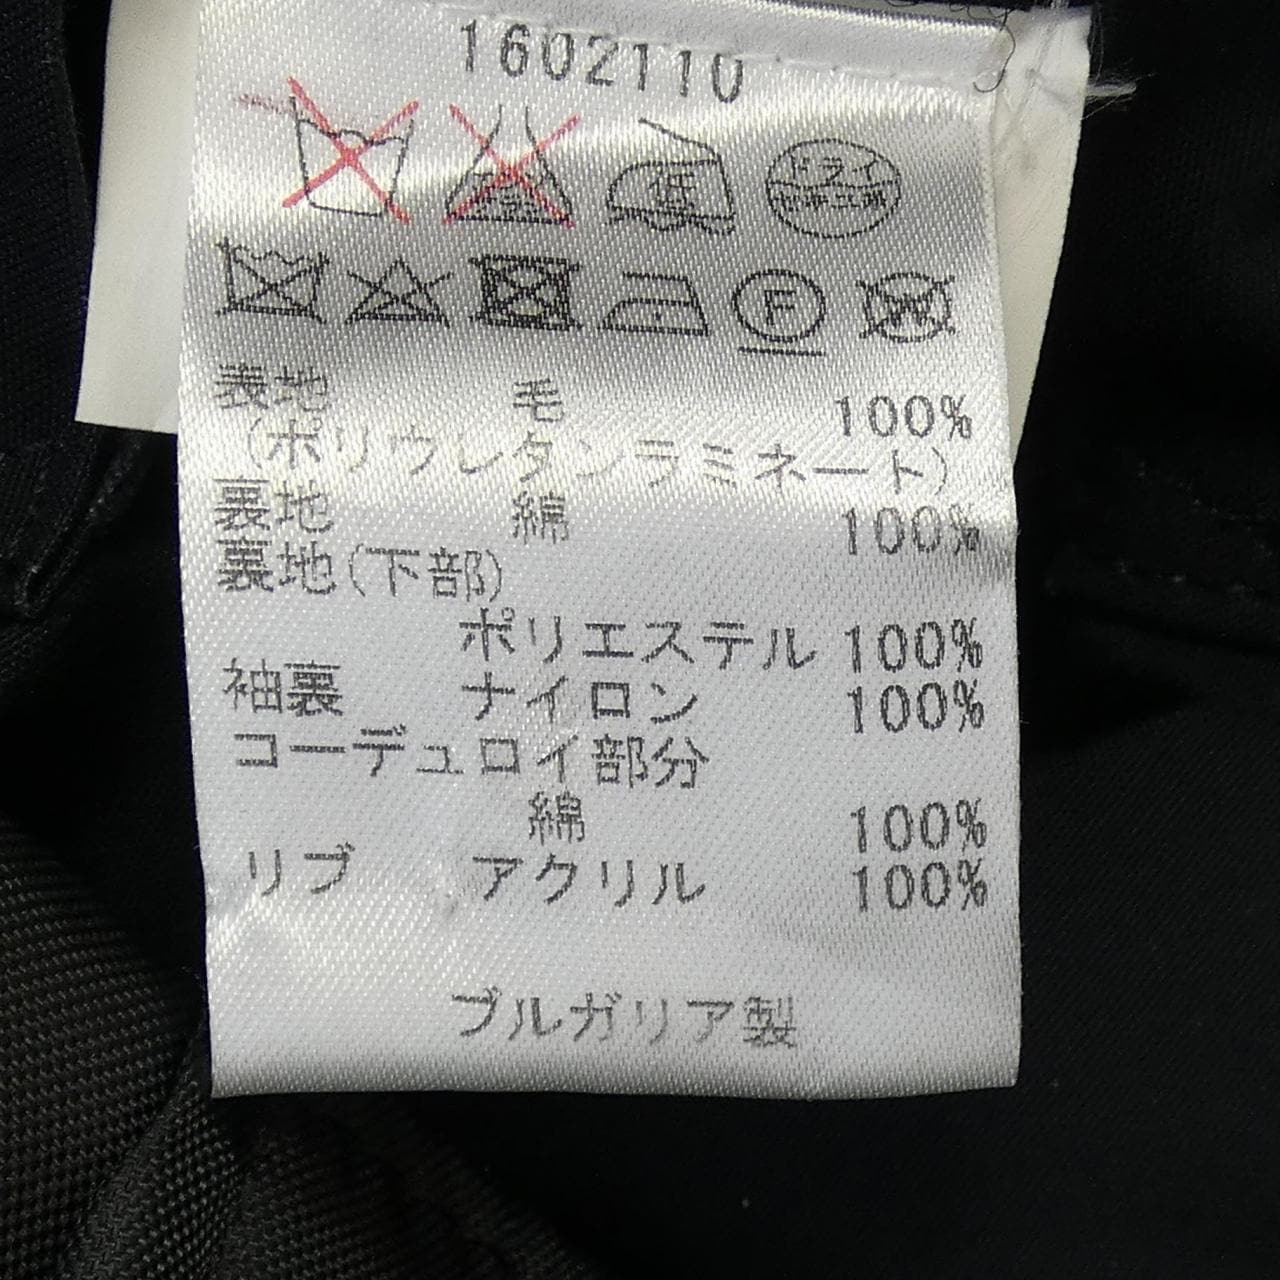 1602110
低 ドライ
F W
表地 毛 100%
(ポリウレタンラミネート)
裏地 綿 100%
裏地(下部)
ポリエステル 100%
袖裏 ナイロン 100%
コーデュロイ部分
綿 100%
リブ アクリル 100%
ブルガリア製